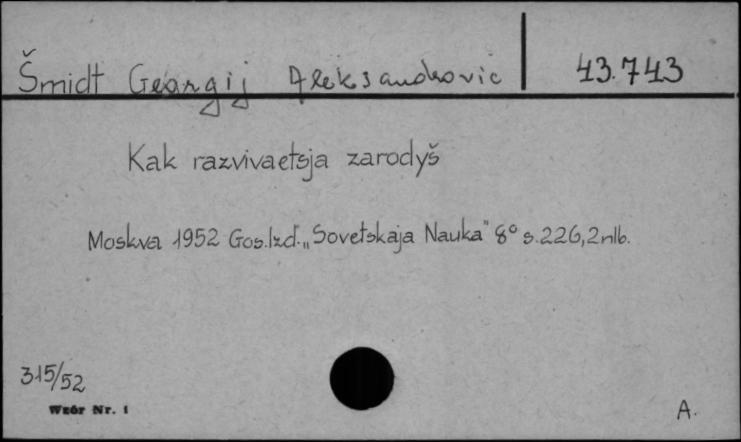 Šmidt Georgij Aleksandrovic 43.743
Kak razvivaetsja zarodyš
Moskva 1952 Gos.Izd. „Sovetskaja Nauka" 8° s.226,2nlb.
315/52
Wzór Nr. 1
A.